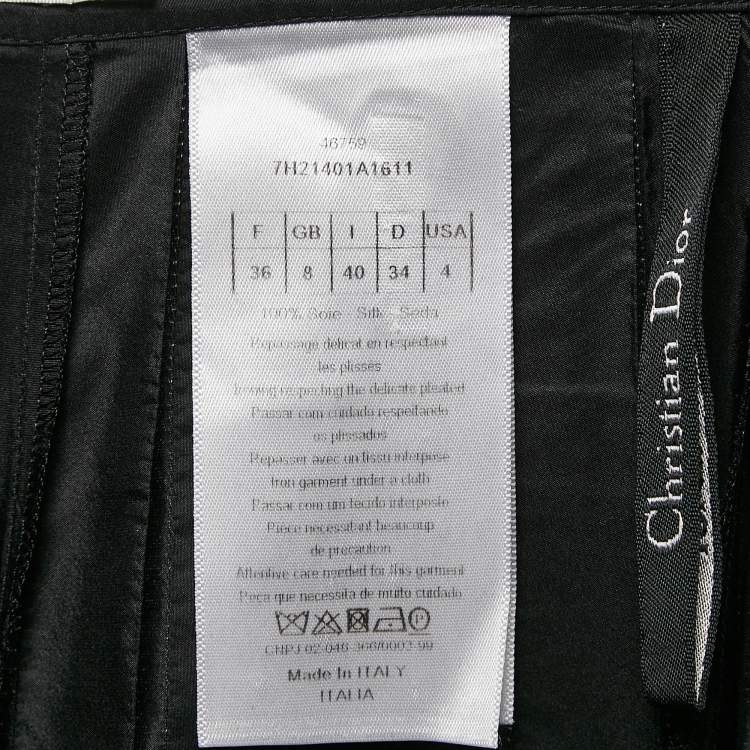 46759
7H21401A1611
F GB I D USA
36 8 40 34 4
100% Soie Silk Seda
Repassage délicat en respectant
les plisses
Ironing respecting the delicate pleated
Passar com cuidado respeitando
os plissados
Repasser avec un tissu interpose
Iron garment under a cloth
Passar com um tecido interposto
Pièce nécessitant beaucoup
de précaution
Attentive care needed for this garment
Peça que necessita de muito cuidado
CNPJ 02.046.366/0003-99
Made In ITALY
ITALIA
Christian Dior